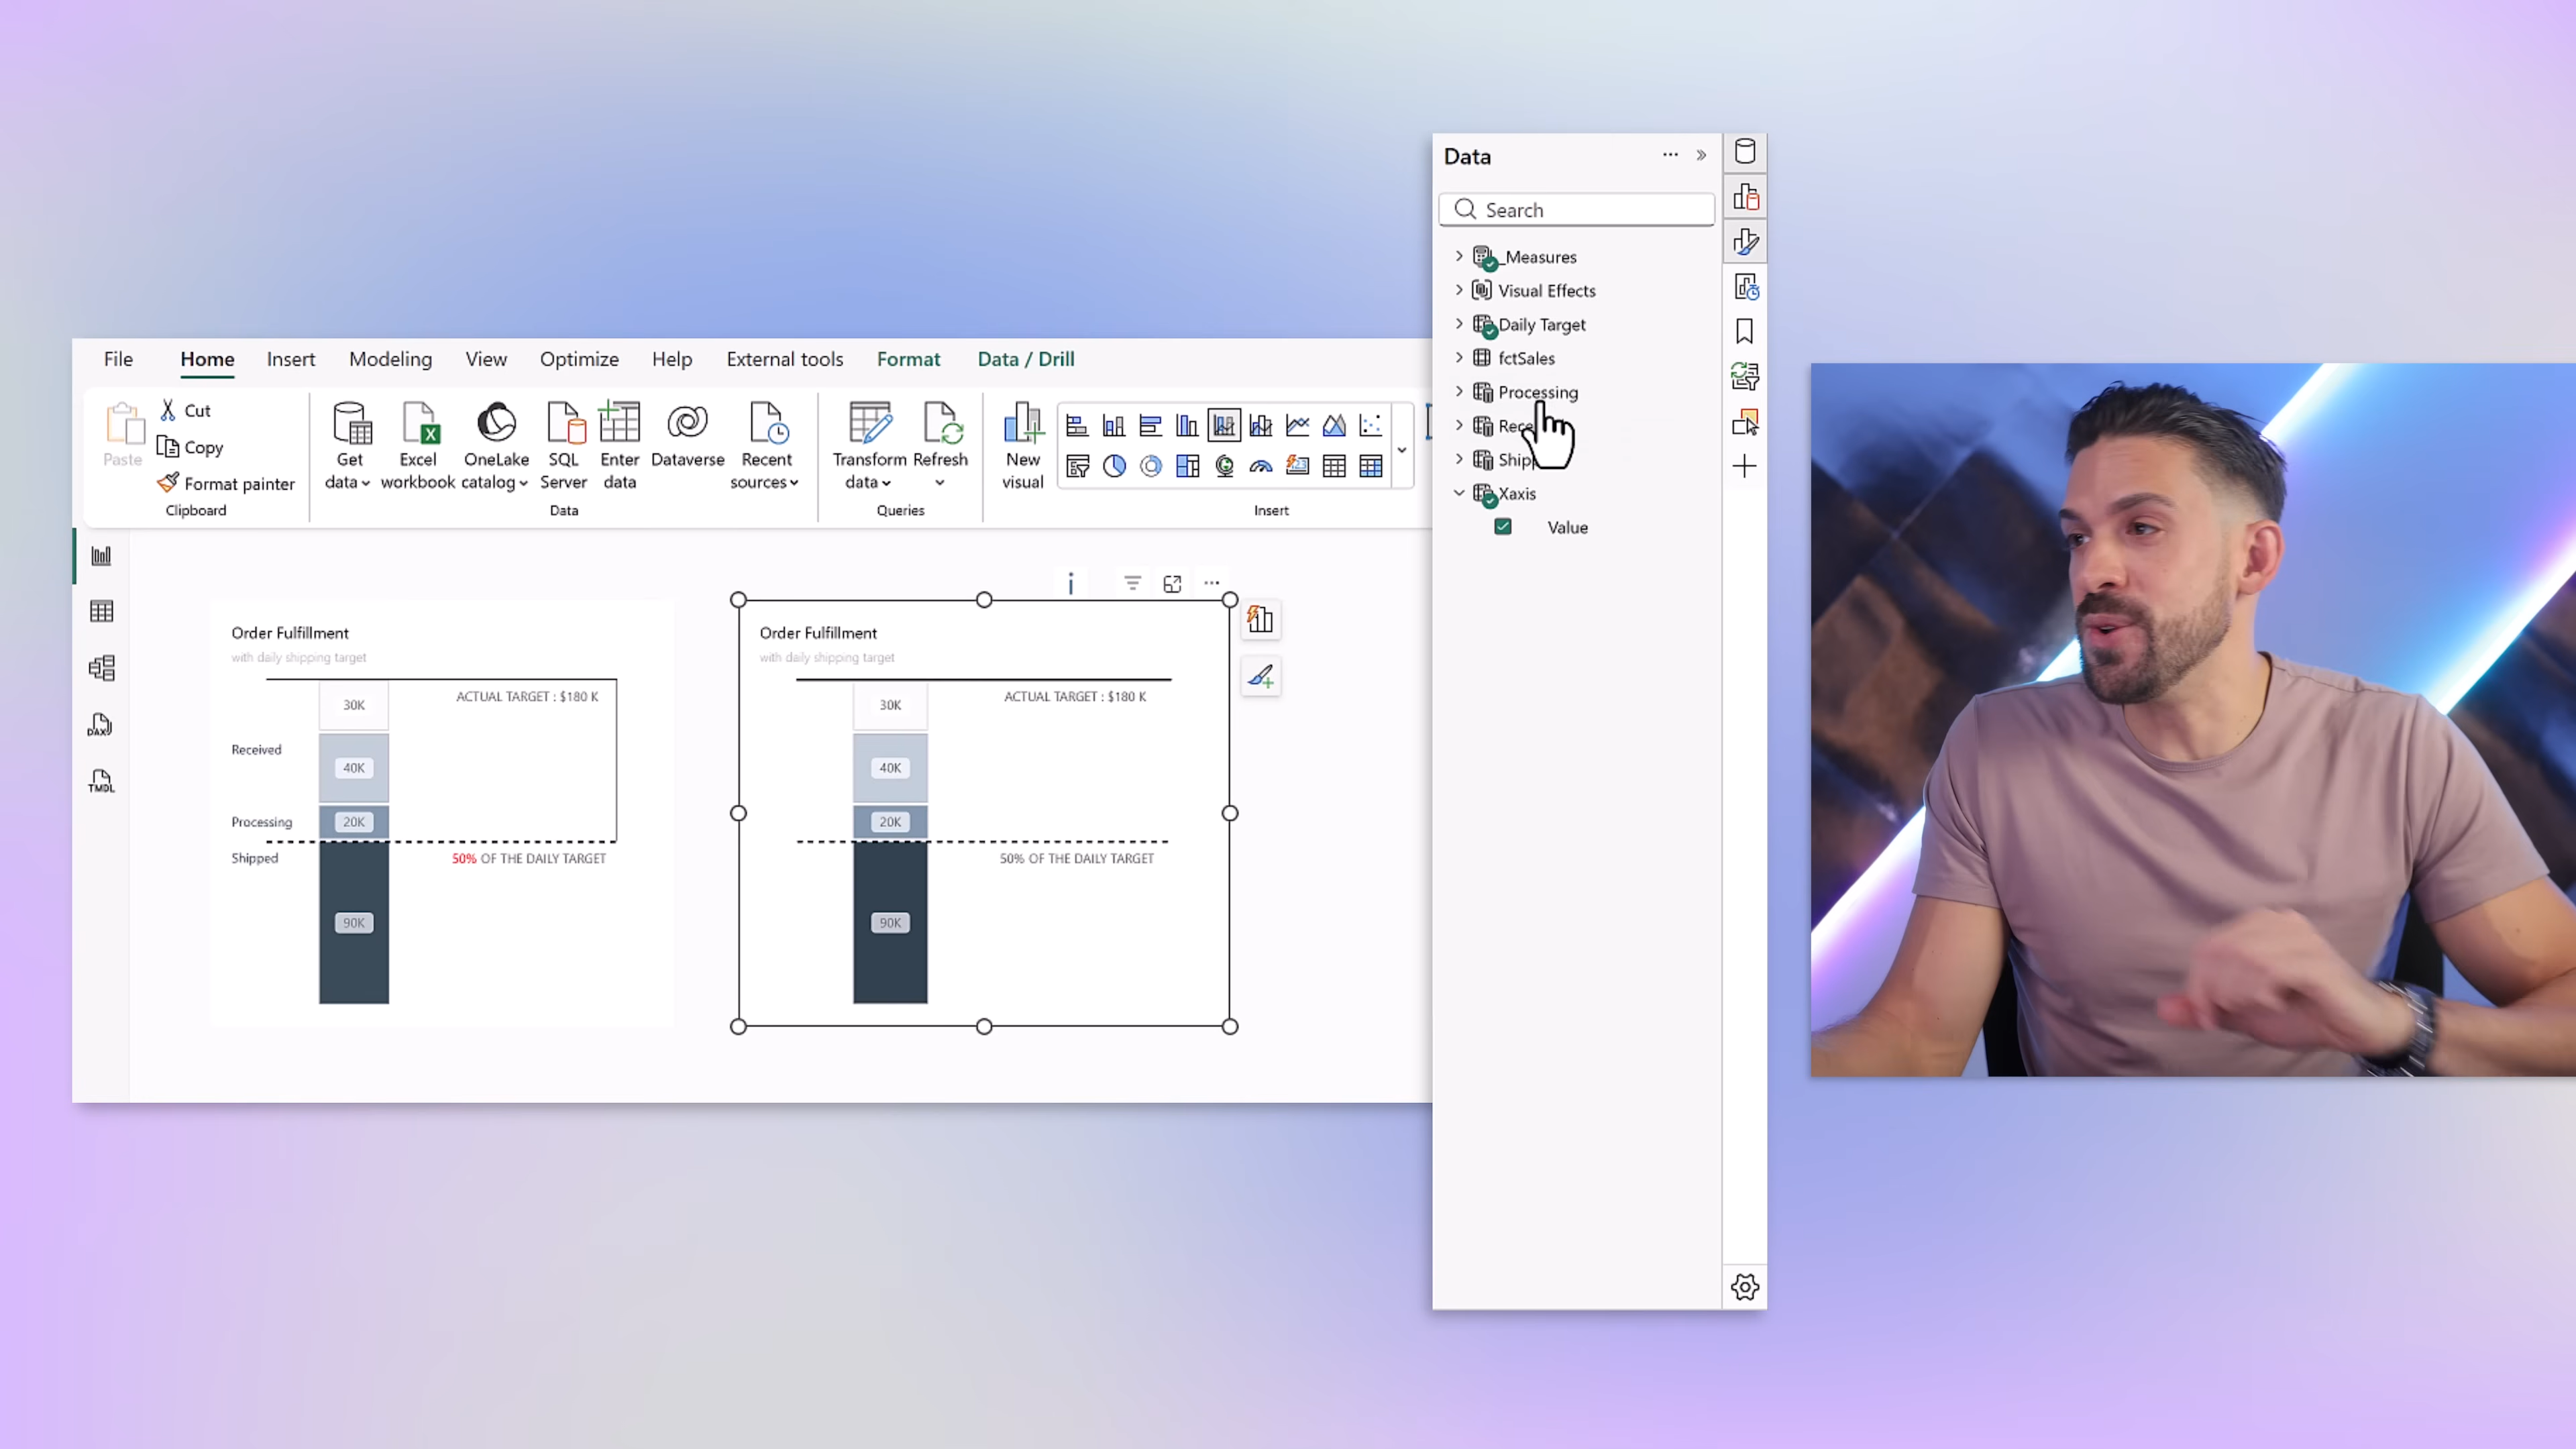 Data
Search
_Measures
Visual Effects
Daily Target
fctSales
Processing
Xaxis
Value
File Home Insert Modeling View Optimize Help External tools Format Data / Drill
Paste
Cut
Copy
Format painter
Clipboard
Get data
Excel workbook
OneLake catalog
SQL Server
Enter data
Dataverse
Recent sources
Data
Transform data
Refresh
Queries
New visual
Insert
DAX
TMDL
Order Fulfillment
with daily shipping target
ACTUAL TARGET : $180 K
30K
Received
40K
Processing
20K
Shipped
50% OF THE DAILY TARGET
90K
Order Fulfillment
with daily shipping target
ACTUAL TARGET : $180 K
30K
40K
20K
50% OF THE DAILY TARGET
90K